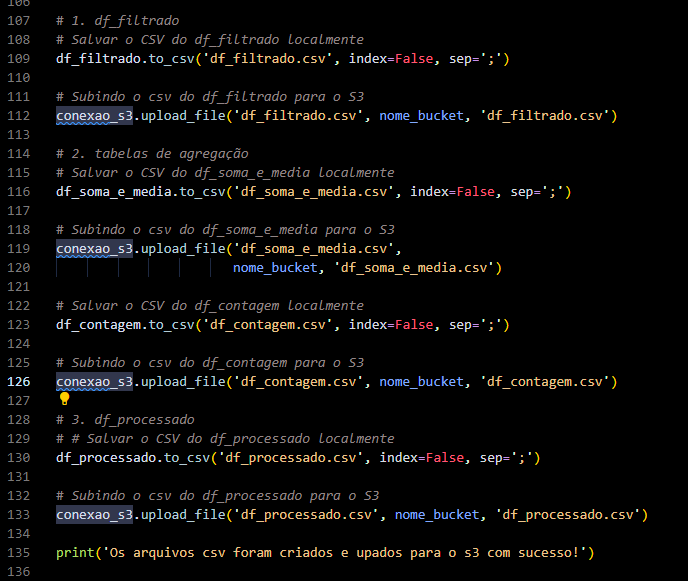 106
107 # 1. df_filtrado
108 # Salvar o CSV do df_filtrado localmente
109 df_filtrado.to_csv('df_filtrado.csv', index=False, sep=';')
110
111 # Subindo o csv do df_filtrado para o S3
112 conexao_s3.upload_file('df_filtrado.csv', nome_bucket, 'df_filtrado.csv')
113
114 # 2. tabelas de agregação
115 # Salvar o CSV do df_soma_e_media localmente
116 df_soma_e_media.to_csv('df_soma_e_media.csv', index=False, sep=';')
117
118 # Subindo o csv do df_soma_e_media para o S3
119 conexao_s3.upload_file('df_soma_e_media.csv',
120 nome_bucket, 'df_soma_e_media.csv')
121
122 # Salvar o CSV do df_contagem localmente
123 df_contagem.to_csv('df_contagem.csv', index=False, sep=';')
124
125 # Subindo o csv do df_contagem para o S3
126 conexao_s3.upload_file('df_contagem.csv', nome_bucket, 'df_contagem.csv')
127
128 # 3. df_processado
129 # # Salvar o CSV do df_processado localmente
130 df_processado.to_csv('df_processado.csv', index=False, sep=';')
131
132 # Subindo o csv do df_processado para o S3
133 conexao_s3.upload_file('df_processado.csv', nome_bucket, 'df_processado.csv')
134
135 print('Os arquivos csv foram criados e upados para o s3 com sucesso!')
136